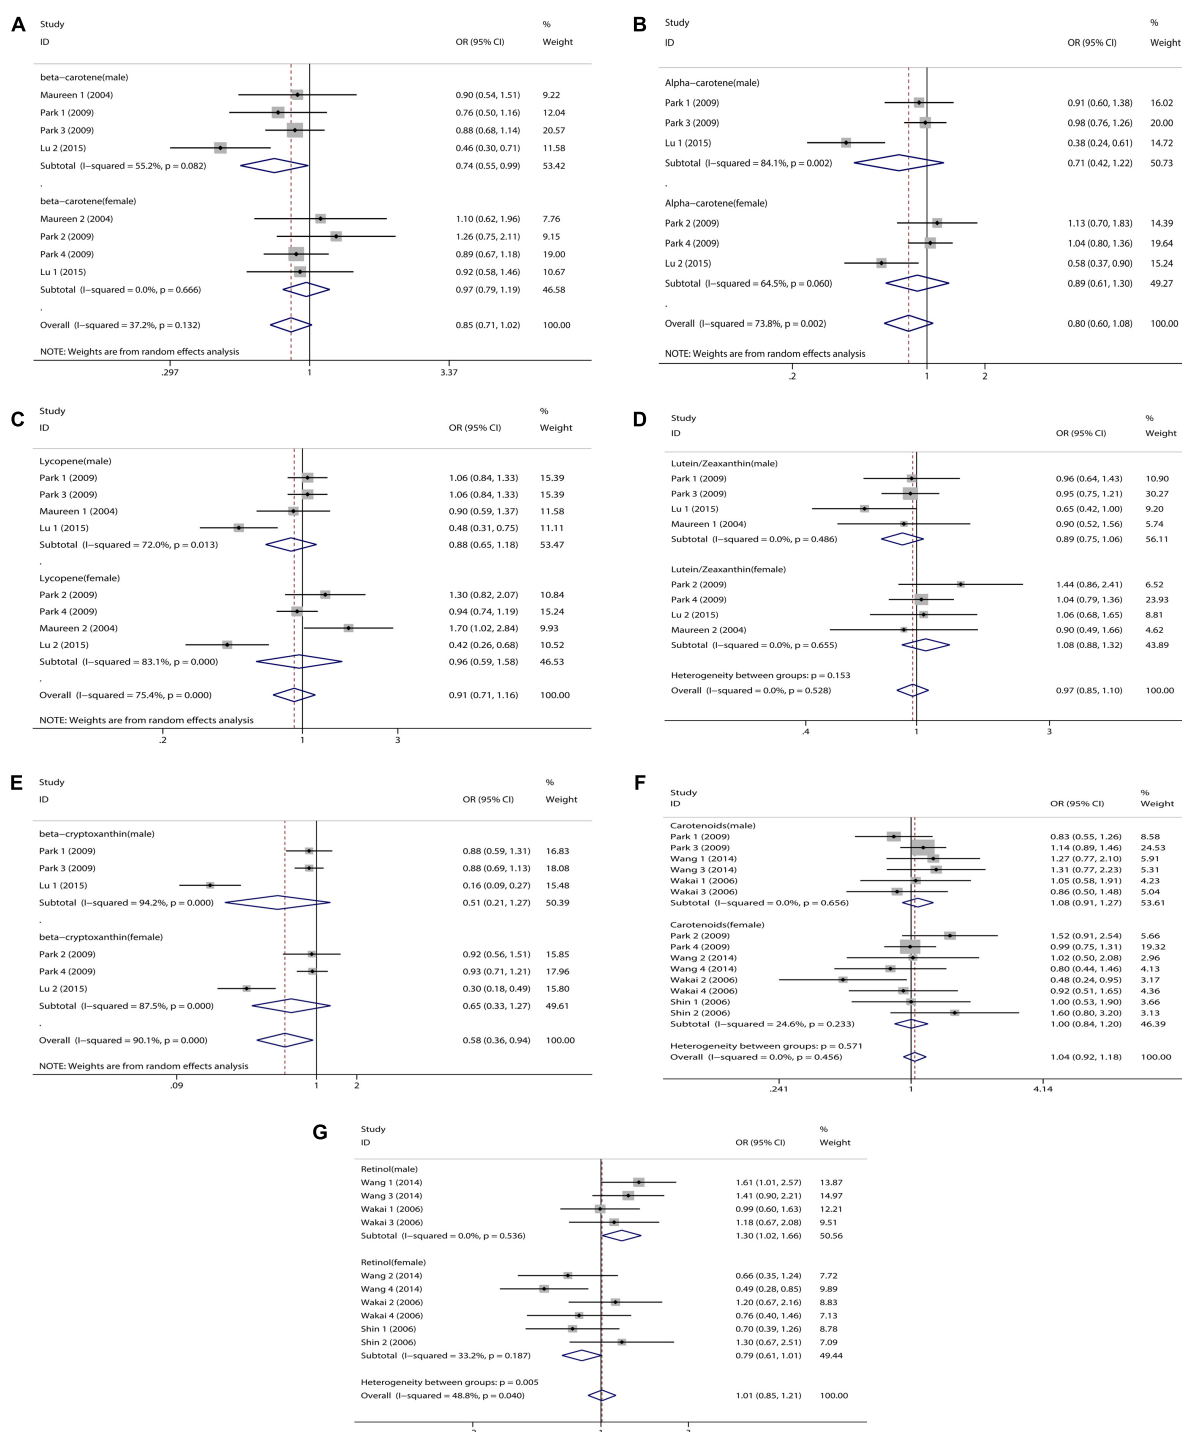 A
Study %
ID OR (95% CI) Weight
beta−carotene(male)
Maureen 1 (2004) 0.90 (0.54, 1.51) 9.22
Park 1 (2009) 0.76 (0.50, 1.16) 12.04
Park 3 (2009) 0.88 (0.68, 1.14) 20.57
Lu 2 (2015) 0.46 (0.30, 0.71) 11.58
Subtotal (I−squared = 55.2%, p = 0.082) 0.74 (0.55, 0.99) 53.42
.
beta−carotene(female)
Maureen 2 (2004) 1.10 (0.62, 1.96) 7.76
Park 2 (2009) 1.26 (0.75, 2.11) 9.15
Park 4 (2009) 0.89 (0.67, 1.18) 19.00
Lu 1 (2015) 0.92 (0.58, 1.46) 10.67
Subtotal (I−squared = 0.0%, p = 0.666) 0.97 (0.79, 1.19) 46.58
.
Overall (I−squared = 37.2%, p = 0.132) 0.85 (0.71, 1.02) 100.00
NOTE: Weights are from random effects analysis
.297 1 3.37
B
Study %
ID OR (95% CI) Weight
Alpha−carotene(male)
Park 1 (2009) 0.91 (0.60, 1.38) 16.02
Park 3 (2009) 0.98 (0.76, 1.26) 20.00
Lu 1 (2015) 0.38 (0.24, 0.61) 14.72
Subtotal (I−squared = 84.1%, p = 0.002) 0.71 (0.42, 1.22) 50.73
.
Alpha−carotene(female)
Park 2 (2009) 1.13 (0.70, 1.83) 14.39
Park 4 (2009) 1.04 (0.80, 1.36) 19.64
Lu 2 (2015) 0.58 (0.37, 0.90) 15.24
Subtotal (I−squared = 64.5%, p = 0.060) 0.89 (0.61, 1.30) 49.27
.
Overall (I−squared = 73.8%, p = 0.002) 0.80 (0.60, 1.08) 100.00
NOTE: Weights are from random effects analysis
.2 1 2
C
Study %
ID OR (95% CI) Weight
Lycopene(male)
Park 1 (2009) 1.06 (0.84, 1.33) 15.39
Park 3 (2009) 1.06 (0.84, 1.33) 15.39
Maureen 1 (2004) 0.90 (0.59, 1.37) 11.58
Lu 1 (2015) 0.48 (0.31, 0.75) 11.11
Subtotal (I−squared = 72.0%, p = 0.013) 0.88 (0.65, 1.18) 53.47
.
Lycopene(female)
Park 2 (2009) 1.30 (0.82, 2.07) 10.84
Park 4 (2009) 0.94 (0.74, 1.19) 15.24
Maureen 2 (2004) 1.70 (1.02, 2.84) 9.93
Lu 2 (2015) 0.42 (0.26, 0.68) 10.52
Subtotal (I−squared = 83.1%, p = 0.000) 0.96 (0.59, 1.58) 46.53
.
Overall (I−squared = 75.4%, p = 0.000) 0.91 (0.71, 1.16) 100.00
NOTE: Weights are from random effects analysis
.2 1 3
D
Study %
ID OR (95% CI) Weight
Lutein/Zeaxanthin(male)
Park 1 (2009) 0.96 (0.64, 1.43) 10.90
Park 3 (2009) 0.95 (0.75, 1.21) 30.27
Lu 1 (2015) 0.65 (0.42, 1.00) 9.20
Maureen 1 (2004) 0.90 (0.52, 1.56) 5.74
Subtotal (I−squared = 0.0%, p = 0.486) 0.89 (0.75, 1.06) 56.11
Lutein/Zeaxanthin(female)
Park 2 (2009) 1.44 (0.86, 2.41) 6.52
Park 4 (2009) 1.04 (0.79, 1.36) 23.93
Lu 2 (2015) 1.06 (0.68, 1.65) 8.81
Maureen 2 (2004) 0.90 (0.49, 1.66) 4.62
Subtotal (I−squared = 0.0%, p = 0.655) 1.08 (0.88, 1.32) 43.89
Heterogeneity between groups: p = 0.153
Overall (I−squared = 0.0%, p = 0.528) 0.97 (0.85, 1.10) 100.00
.4 1 3
E
Study %
ID OR (95% CI) Weight
beta−cryptoxanthin(male)
Park 1 (2009) 0.88 (0.59, 1.31) 16.83
Park 3 (2009) 0.88 (0.69, 1.13) 18.08
Lu 1 (2015) 0.16 (0.09, 0.27) 15.48
Subtotal (I−squared = 94.2%, p = 0.000) 0.51 (0.21, 1.27) 50.39
.
beta−cryptoxanthin(female)
Park 2 (2009) 0.92 (0.56, 1.51) 15.85
Park 4 (2009) 0.93 (0.71, 1.21) 17.96
Lu 2 (2015) 0.30 (0.18, 0.49) 15.80
Subtotal (I−squared = 87.5%, p = 0.000) 0.65 (0.33, 1.27) 49.61
.
Overall (I−squared = 90.1%, p = 0.000) 0.58 (0.36, 0.94) 100.00
NOTE: Weights are from random effects analysis
.09 1 2
F
Study %
ID OR (95% CI) Weight
Carotenoids(male)
Park 1 (2009) 0.83 (0.55, 1.26) 8.58
Park 3 (2009) 1.14 (0.89, 1.46) 24.53
Wang 1 (2014) 1.27 (0.77, 2.10) 5.91
Wang 3 (2014) 1.31 (0.77, 2.23) 5.31
Wakai 1 (2006) 1.05 (0.58, 1.91) 4.23
Wakai 3 (2006) 0.86 (0.50, 1.48) 5.04
Subtotal (I−squared = 0.0%, p = 0.656) 1.08 (0.91, 1.27) 53.61
Carotenoids(female)
Park 2 (2009) 1.52 (0.91, 2.54) 5.66
Park 4 (2009) 0.99 (0.75, 1.31) 19.32
Wang 2 (2014) 1.02 (0.50, 2.08) 2.96
Wang 4 (2014) 0.80 (0.44, 1.46) 4.13
Wakai 2 (2006) 0.48 (0.24, 0.95) 3.17
Wakai 4 (2006) 0.92 (0.51, 1.65) 4.36
Shin 1 (2006) 1.00 (0.53, 1.90) 3.66
Shin 2 (2006) 1.60 (0.80, 3.20) 3.13
Subtotal (I−squared = 24.6%, p = 0.233) 1.00 (0.84, 1.20) 46.39
Heterogeneity between groups: p = 0.571
Overall (I−squared = 0.0%, p = 0.456) 1.04 (0.92, 1.18) 100.00
.241 1 4.14
G
Study %
ID OR (95% CI) Weight
Retinol(male)
Wang 1 (2014) 1.61 (1.01, 2.57) 13.87
Wang 3 (2014) 1.41 (0.90, 2.21) 14.97
Wakai 1 (2006) 0.99 (0.60, 1.63) 12.21
Wakai 3 (2006) 1.18 (0.67, 2.08) 9.51
Subtotal (I−squared = 0.0%, p = 0.536) 1.30 (1.02, 1.66) 50.56
Retinol(female)
Wang 2 (2014) 0.66 (0.35, 1.24) 7.72
Wang 4 (2014) 0.49 (0.28, 0.85) 9.89
Wakai 2 (2006) 1.20 (0.67, 2.16) 8.83
Wakai 4 (2006) 0.76 (0.40, 1.46) 7.13
Shin 1 (2006) 0.70 (0.39, 1.26) 8.78
Shin 2 (2006) 1.30 (0.67, 2.51) 7.09
Subtotal (I−squared = 33.2%, p = 0.187) 0.79 (0.61, 1.01) 49.44
Heterogeneity between groups: p = 0.005
Overall (I−squared = 48.8%, p = 0.040) 1.01 (0.85, 1.21) 100.00